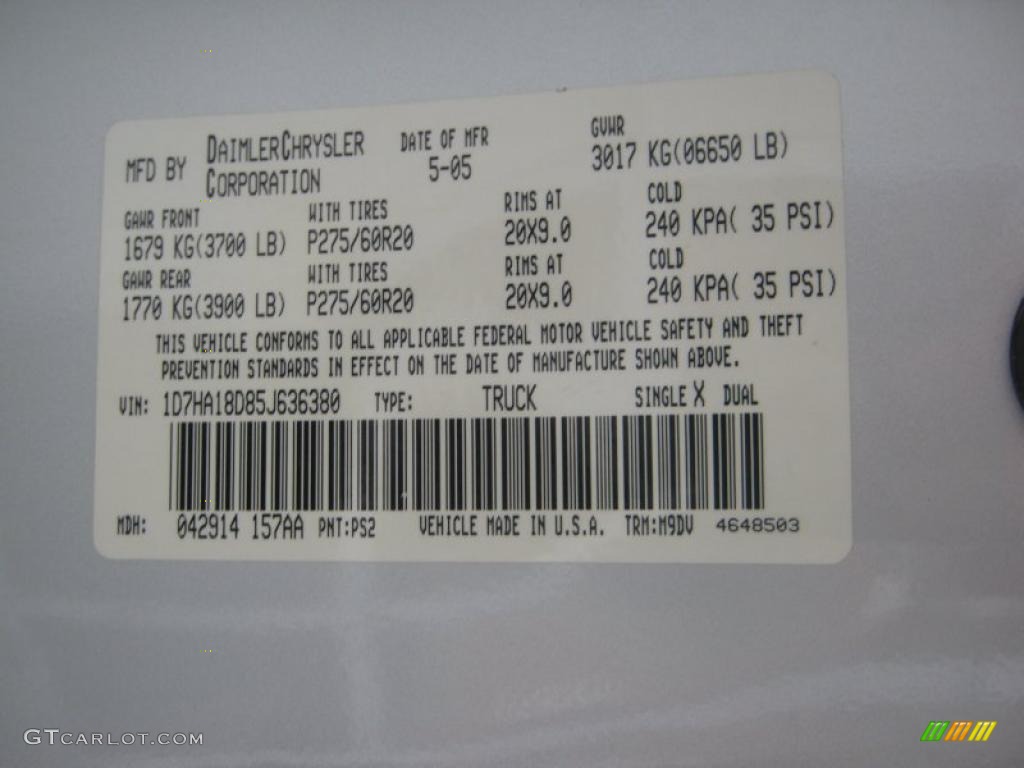 MFD BY DAIMLERCHRYSLER CORPORATION DATE OF MFR 5-05 GVWR 3017 KG(06650 LB)
GAWR FRONT WITH TIRES RIMS AT COLD
1679 KG(3700 LB) P275/60R20 20X9.0 240 KPA( 35 PSI)
GAWR REAR WITH TIRES RIMS AT COLD
1770 KG(3900 LB) P275/60R20 20X9.0 240 KPA( 35 PSI)
THIS VEHICLE CONFORMS TO ALL APPLICABLE FEDERAL MOTOR VEHICLE SAFETY AND THEFT
PREVENTION STANDARDS IN EFFECT ON THE DATE OF MANUFACTURE SHOWN ABOVE.
VIN: 1D7HA18D85J636380 TYPE: TRUCK SINGLE X DUAL
MDH: 042914 157AA PNT:PS2 VEHICLE MADE IN U.S.A. TRM:M9DV 4648503
GTCARLOT.COM